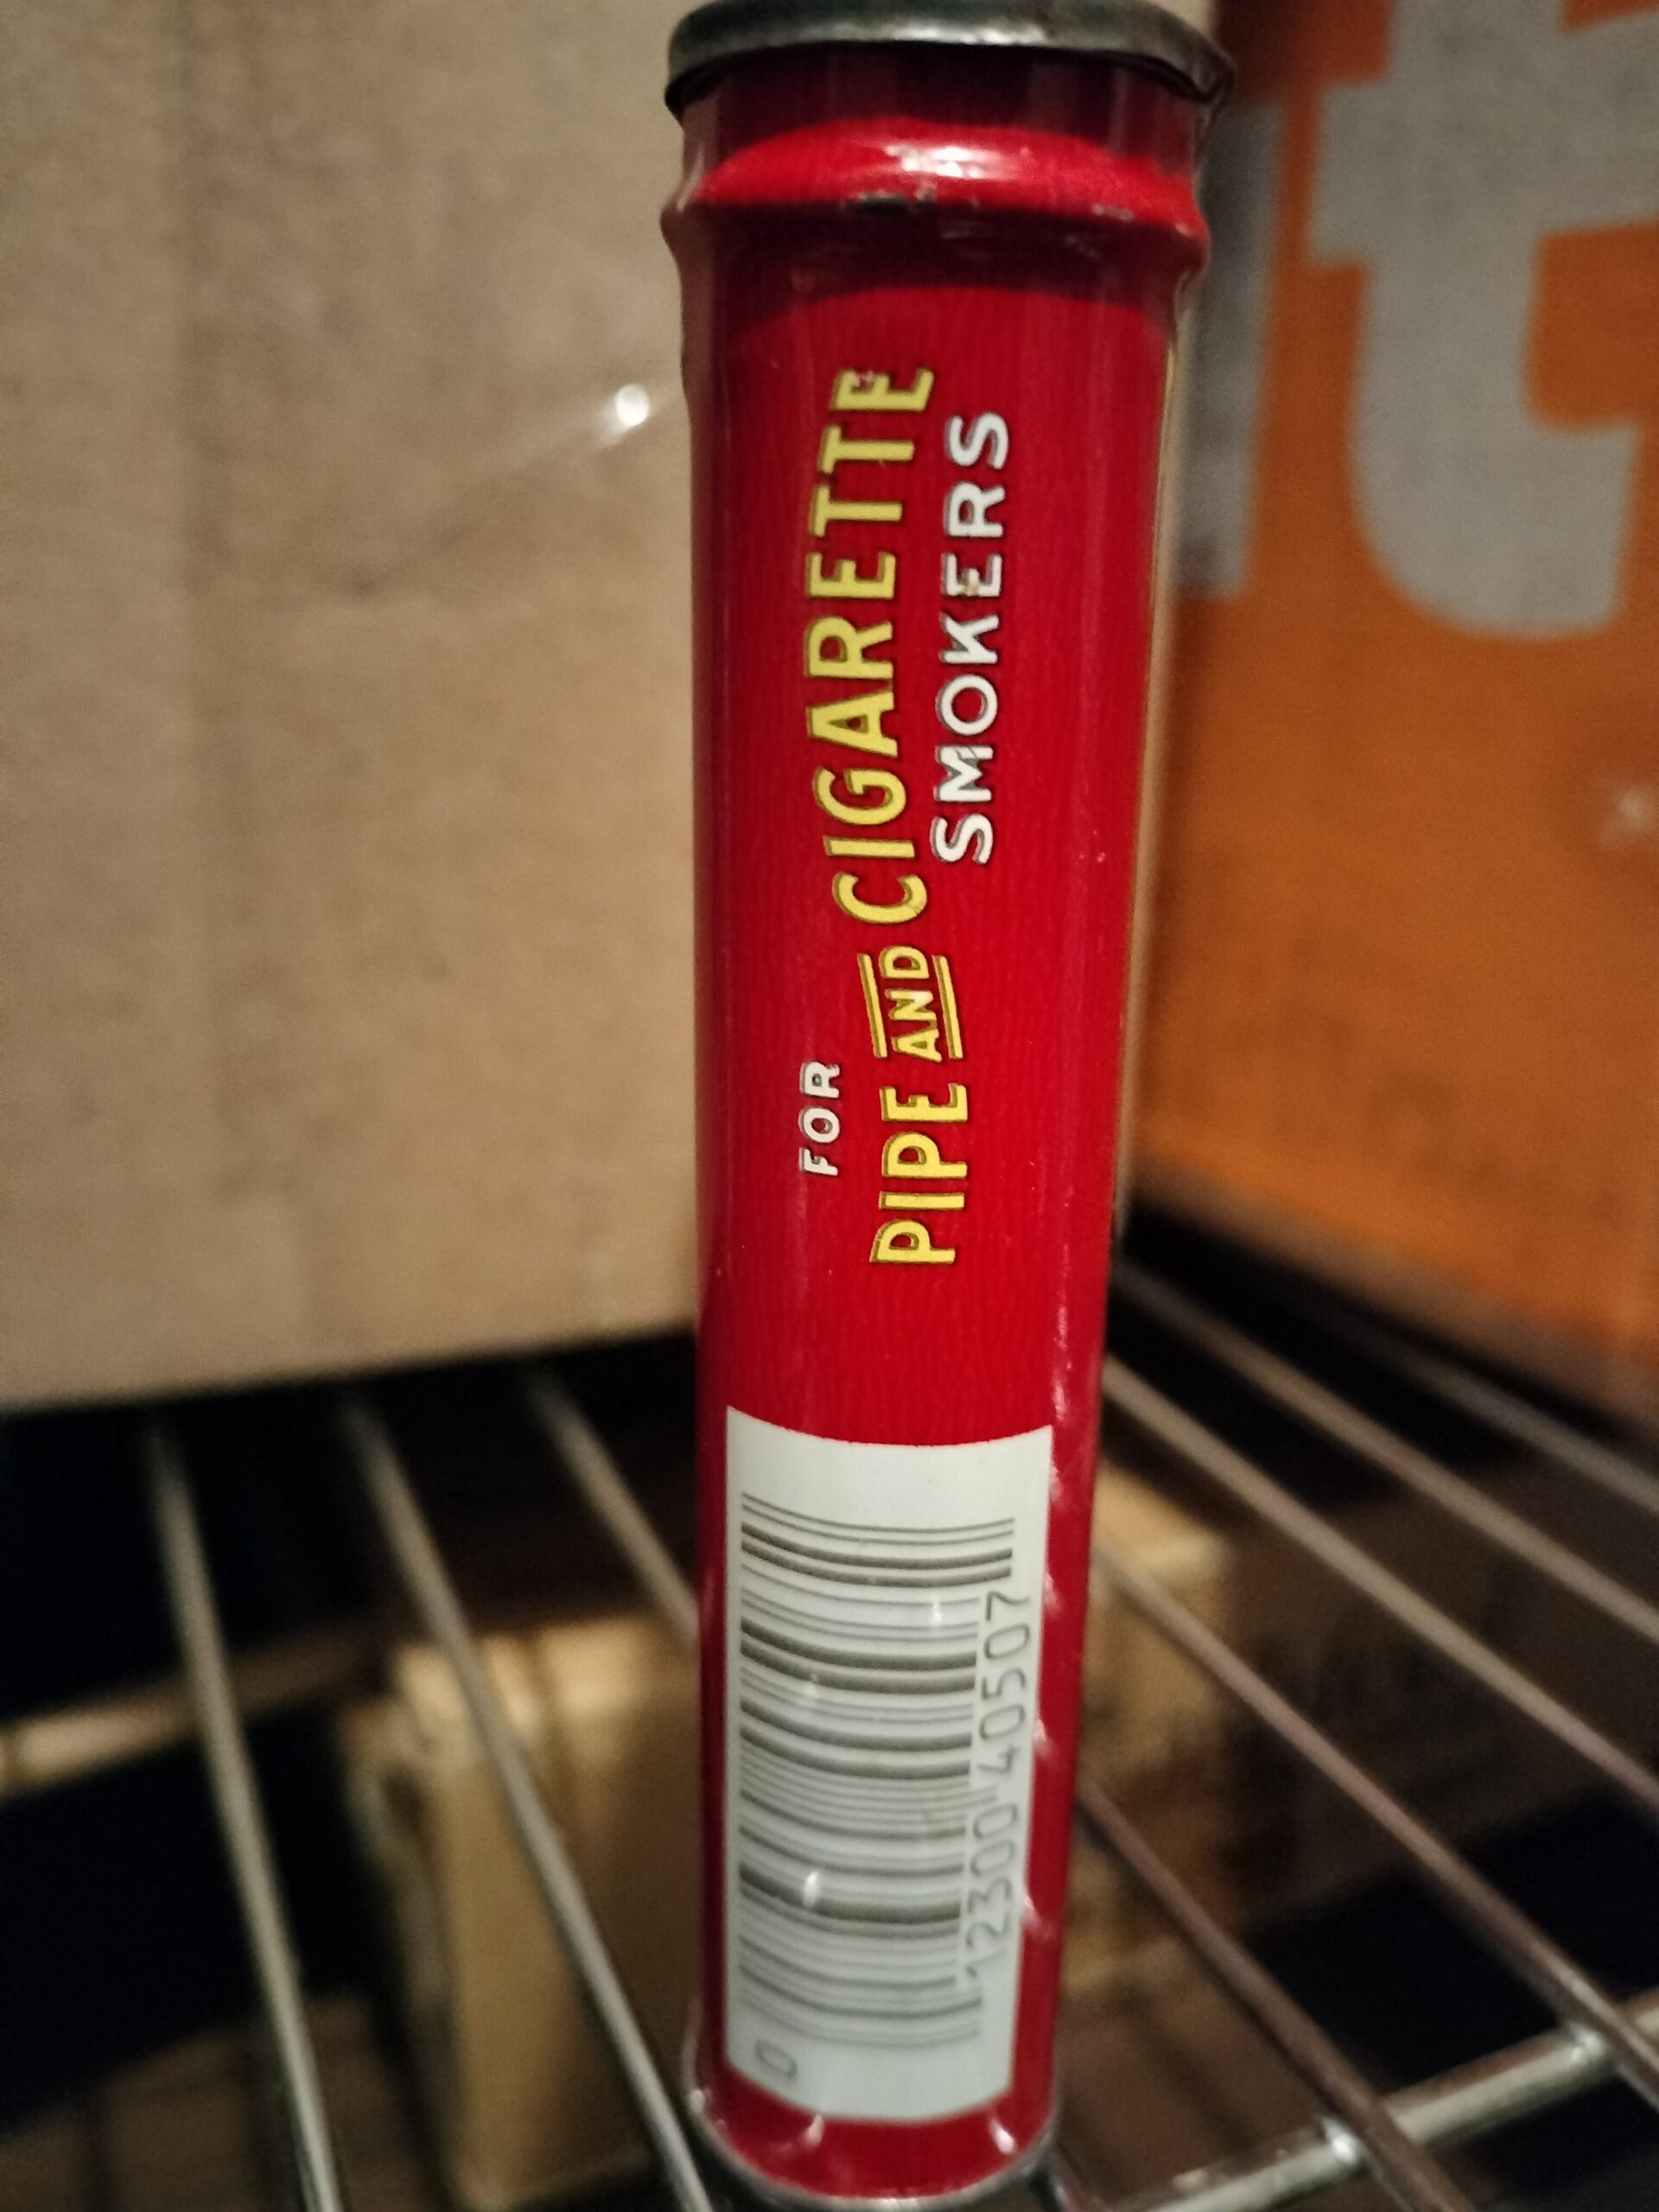 FOR
PIPE AND CIGARETTE
SMOKERS
0 12300 40507